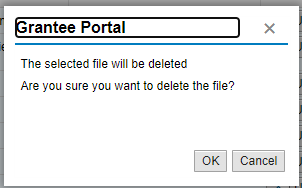 Grantee Portal
The selected file will be deleted
Are you sure you want to delete the file?
OK Cancel